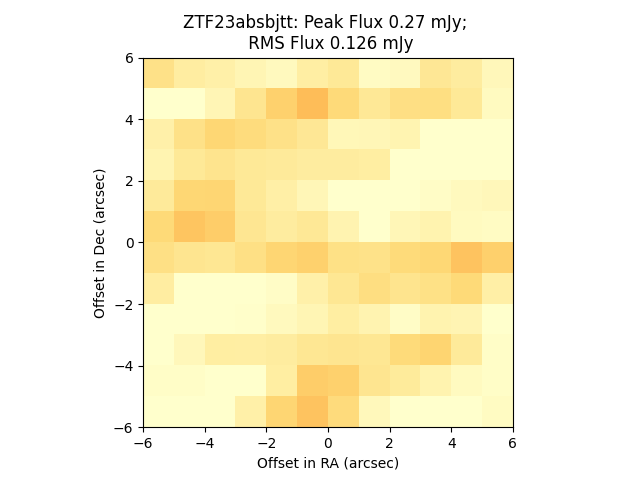 ZTF23absbjtt: Peak Flux 0.27 mJy;
RMS Flux 0.126 mJy
6
4
2
0
−2
−4
−6
Offset in Dec (arcsec)
−6 −4 −2 0 2 4 6
Offset in RA (arcsec)